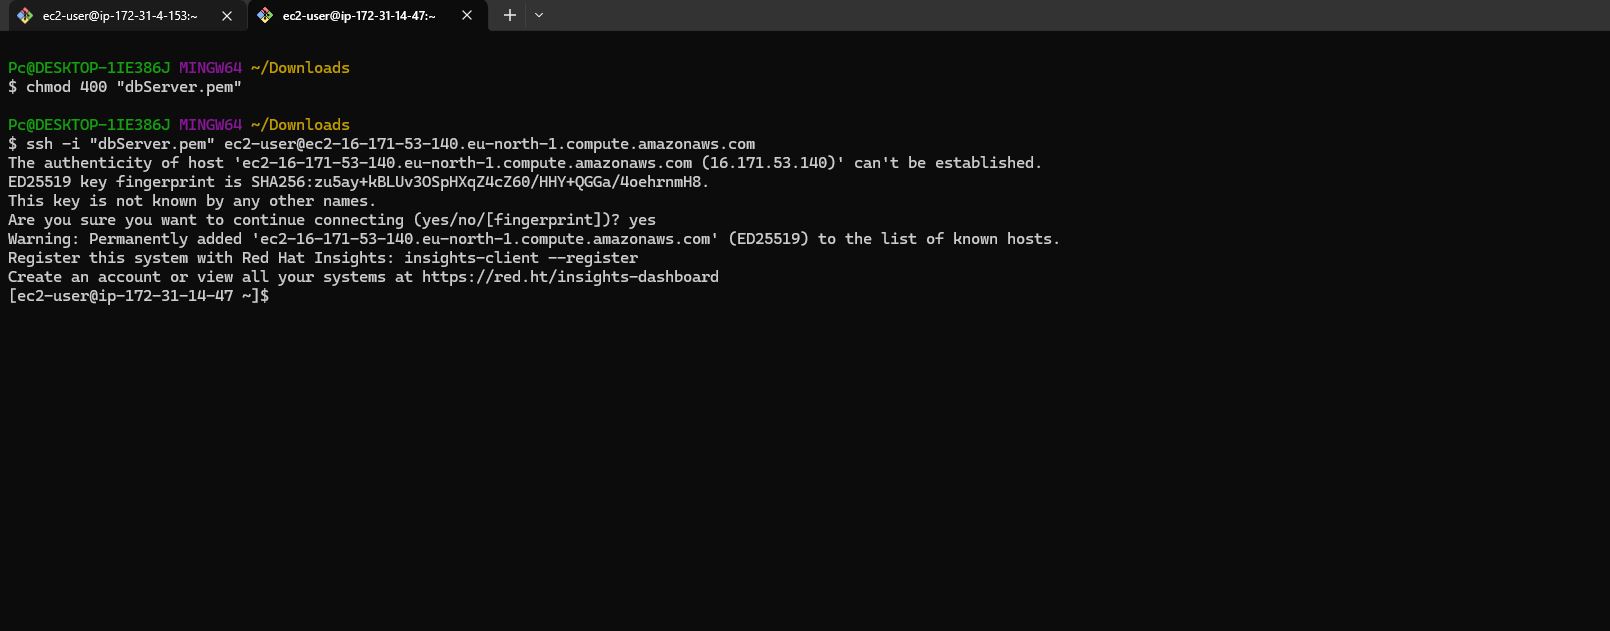 ec2-user@ip-172-31-4-153:~
ec2-user@ip-172-31-14-47:~
Pc@DESKTOP-1IE386J MINGW64 ~/Downloads
$ chmod 400 "dbServer.pem"
Pc@DESKTOP-1IE386J MINGW64 ~/Downloads
$ ssh -i "dbServer.pem" ec2-user@ec2-16-171-53-140.eu-north-1.compute.amazonaws.com
The authenticity of host 'ec2-16-171-53-140.eu-north-1.compute.amazonaws.com (16.171.53.140)' can't be established.
ED25519 key fingerprint is SHA256:zu5ay+kBLUv3OSpHXqZ4cZ60/HHY+QGGa/4oehrnmH8.
This key is not known by any other names.
Are you sure you want to continue connecting (yes/no/[fingerprint])? yes
Warning: Permanently added 'ec2-16-171-53-140.eu-north-1.compute.amazonaws.com' (ED25519) to the list of known hosts.
Register this system with Red Hat Insights: insights-client --register
Create an account or view all your systems at https://red.ht/insights-dashboard
[ec2-user@ip-172-31-14-47 ~]$